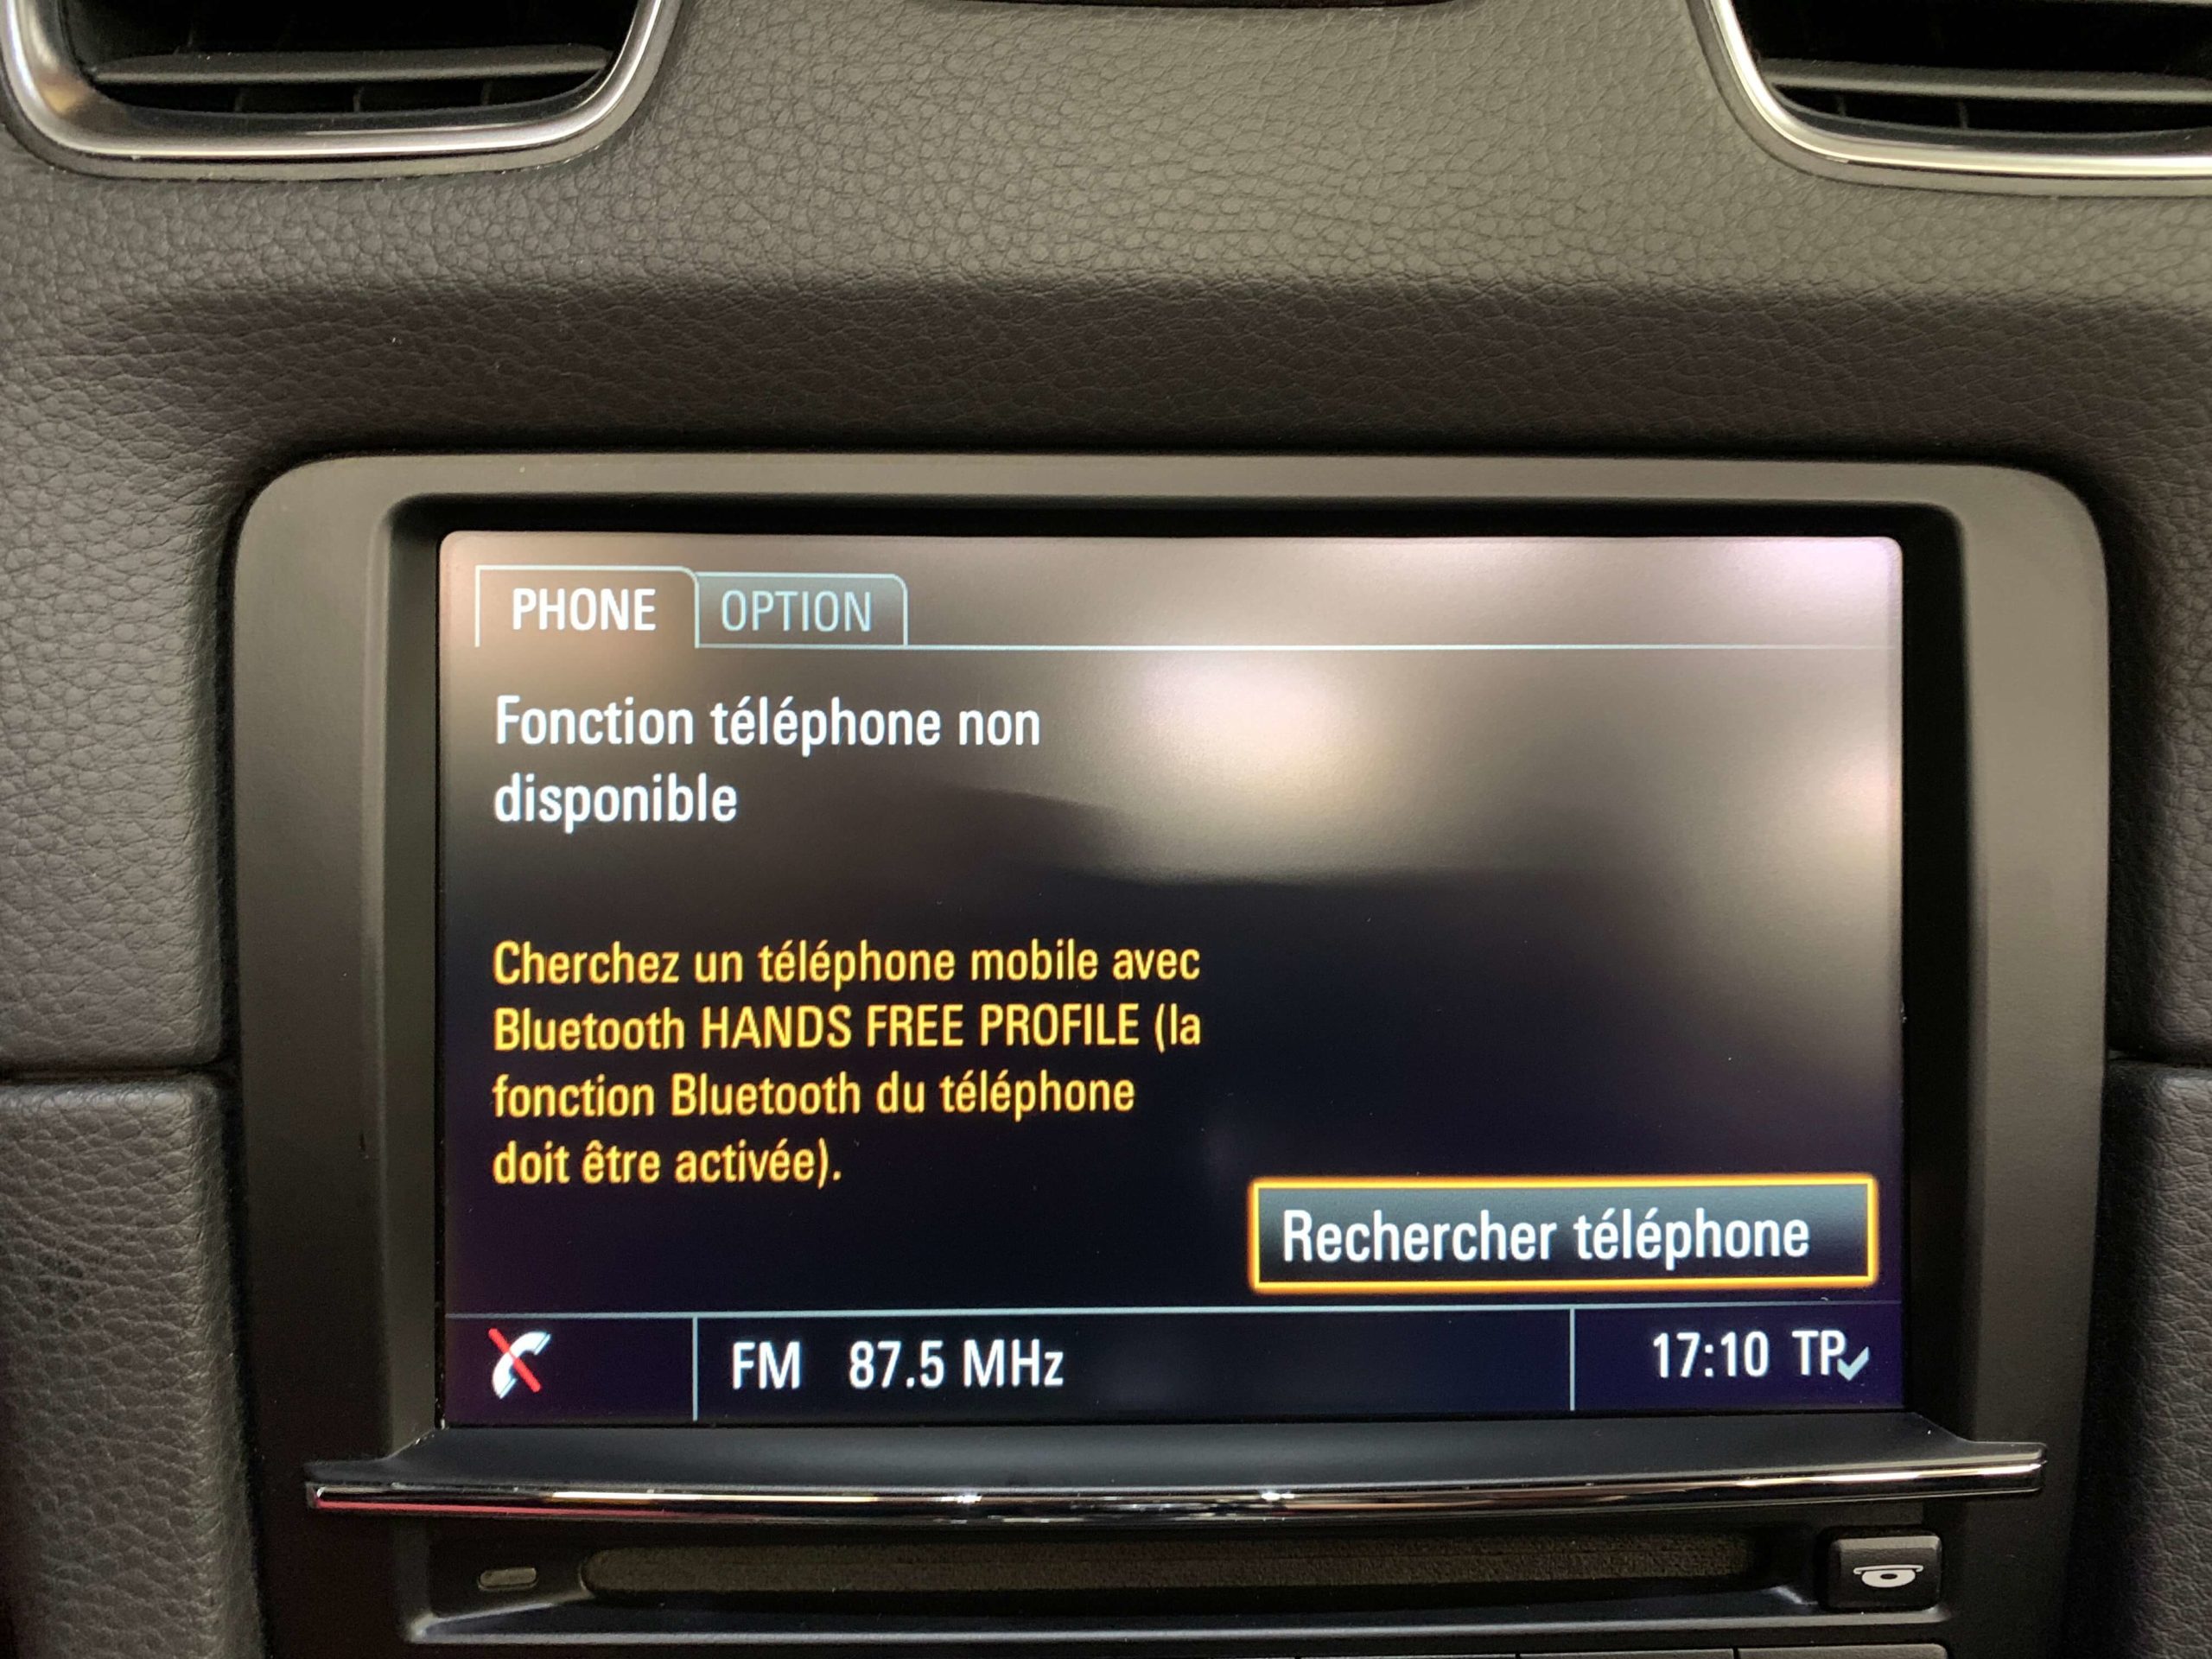 PHONE OPTION
Fonction téléphone non
disponible
Cherchez un téléphone mobile avec
Bluetooth HANDS FREE PROFILE (la
fonction Bluetooth du téléphone
doit être activée).
Rechercher téléphone
FM 87.5 MHz 17:10 TP